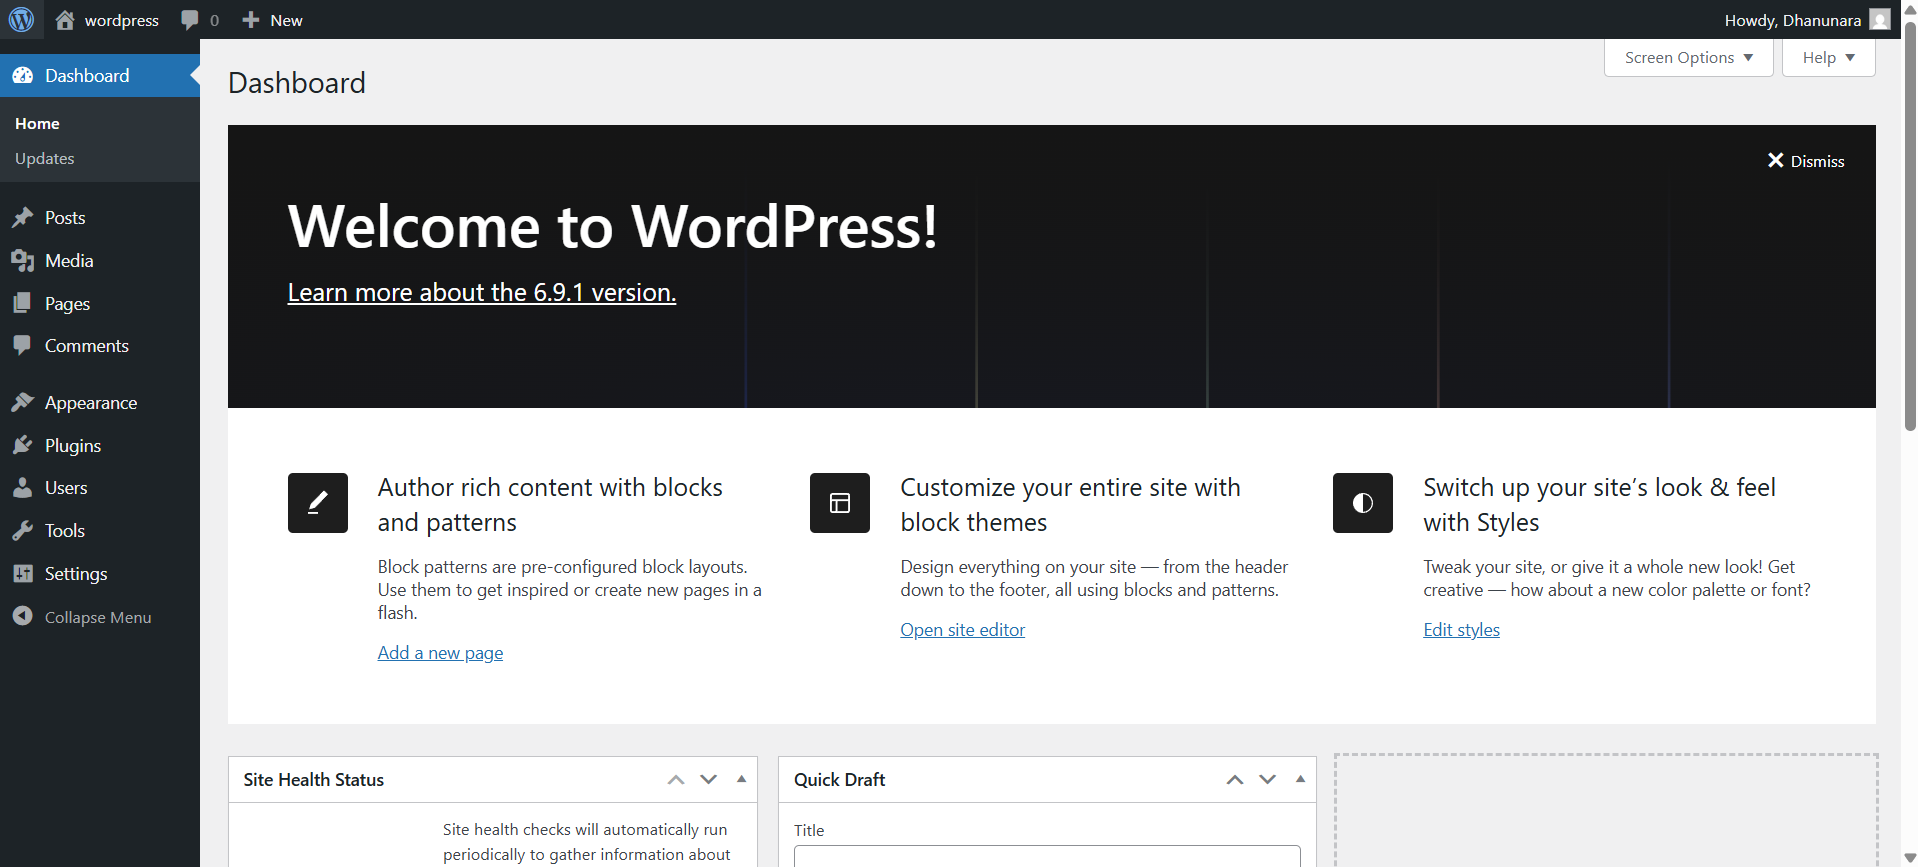 wordpress
0
New
Howdy, Dhanunara
Dashboard
Home
Updates
Posts
Media
Pages
Comments
Appearance
Plugins
Users
Tools
Settings
Collapse Menu
Screen Options
Help
Dashboard
Dismiss
Welcome to WordPress!
Learn more about the 6.9.1 version.
Author rich content with blocks
and patterns
Block patterns are pre-configured block layouts.
Use them to get inspired or create new pages in a
flash.
Add a new page
Customize your entire site with
block themes
Design everything on your site — from the header
down to the footer, all using blocks and patterns.
Open site editor
Switch up your site’s look & feel
with Styles
Tweak your site, or give it a whole new look! Get
creative — how about a new color palette or font?
Edit styles
Site Health Status
Site health checks will automatically run
periodically to gather information about
Quick Draft
Title